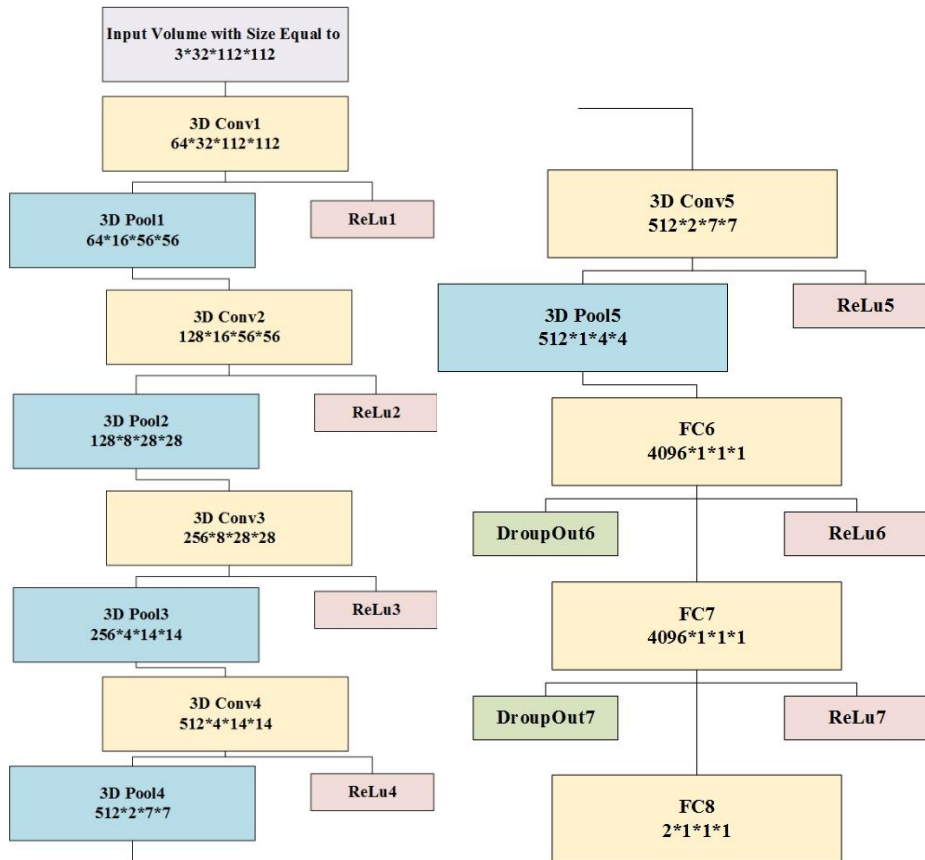 Input Volume with Size Equal to
3*32*112*112
3D Conv1
64*32*112*112
3D Pool1
64*16*56*56
ReLu1
3D Conv2
128*16*56*56
3D Pool2
128*8*28*28
ReLu2
3D Conv3
256*8*28*28
3D Pool3
256*4*14*14
ReLu3
3D Conv4
512*4*14*14
3D Pool4
512*2*7*7
ReLu4
3D Conv5
512*2*7*7
3D Pool5
512*1*4*4
ReLu5
FC6
4096*1*1*1
DroupOut6
ReLu6
FC7
4096*1*1*1
DroupOut7
ReLu7
FC8
2*1*1*1